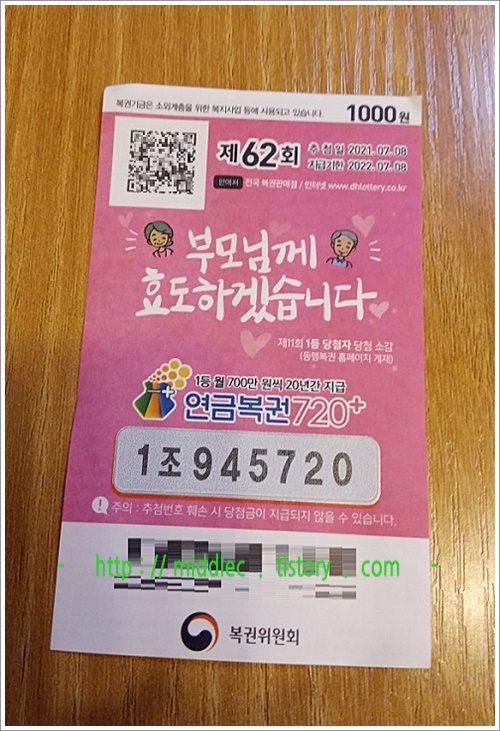 복권기금은 소외계층을 위한 복지사업 등에 사용되고 있습니다. 1000원
제62회 추첨일 2021.07.08
지급기한 2022.07.08
판매처 전국 복권판매점 / 인터넷 www.dhlottery.co.kr
부모님께
효도하겠습니다
제11회 1등 당첨자 당첨 소감
(동행복권 홈페이지 게재)
1등 월 700만 원씩 20년간 지급
연금복권720+
1조945720
! 주의 : 추첨번호 훼손 시 당첨금이 지급되지 않을 수 있습니다.
- http://middlec.tistory.com -
복권위원회